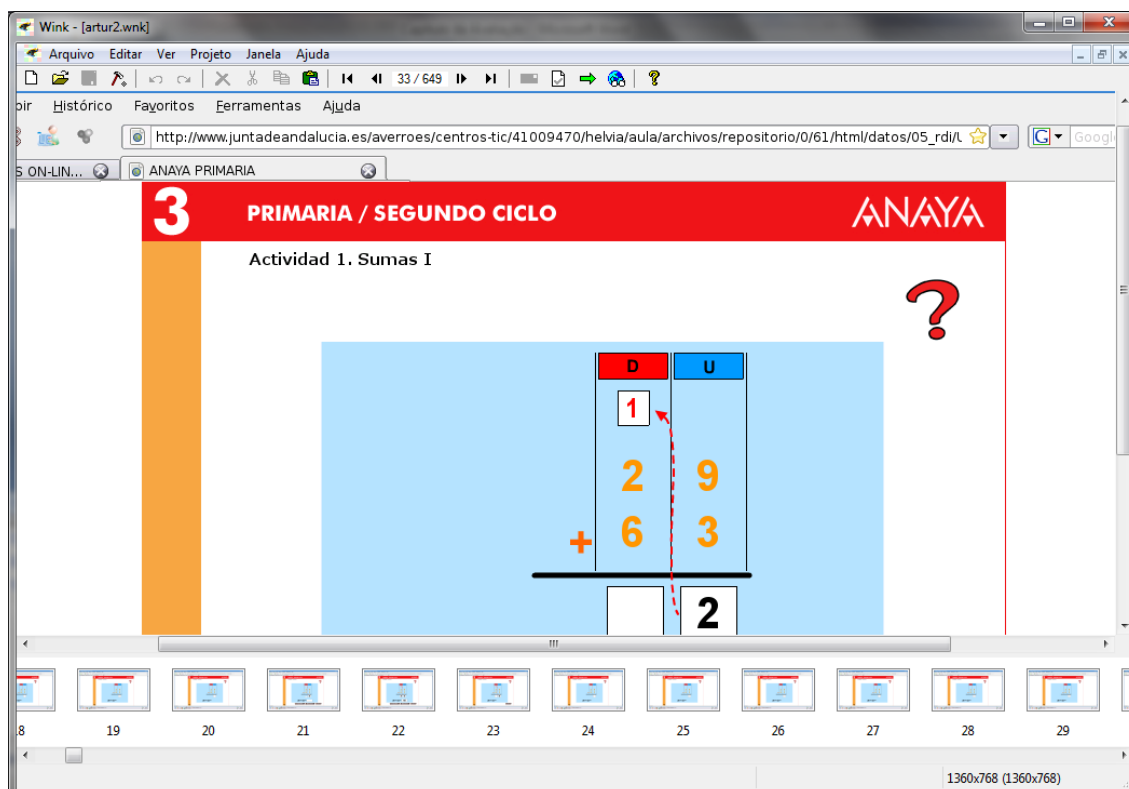 Wink - [artur2.wnk]
Arquivo Editar Ver Projeto Janela Ajuda
33 / 649
Histórico Favoritos Ferramentas Ajuda
http://www.juntadeandalucia.es/averroes/centros-tic/41009470/helvia/aula/archivos/repositorio/0/61/html/datos/05_rdi/U
G
S ON-LIN... ANAYA PRIMARIA
3 PRIMARIA / SEGUNDO CICLO ANAYA
Actividad 1. Sumas I
?
D U
1
2 9
+ 6 3
2
19 20 21 22 23 24 25 26 27 28 29
1360x768 (1360x768)